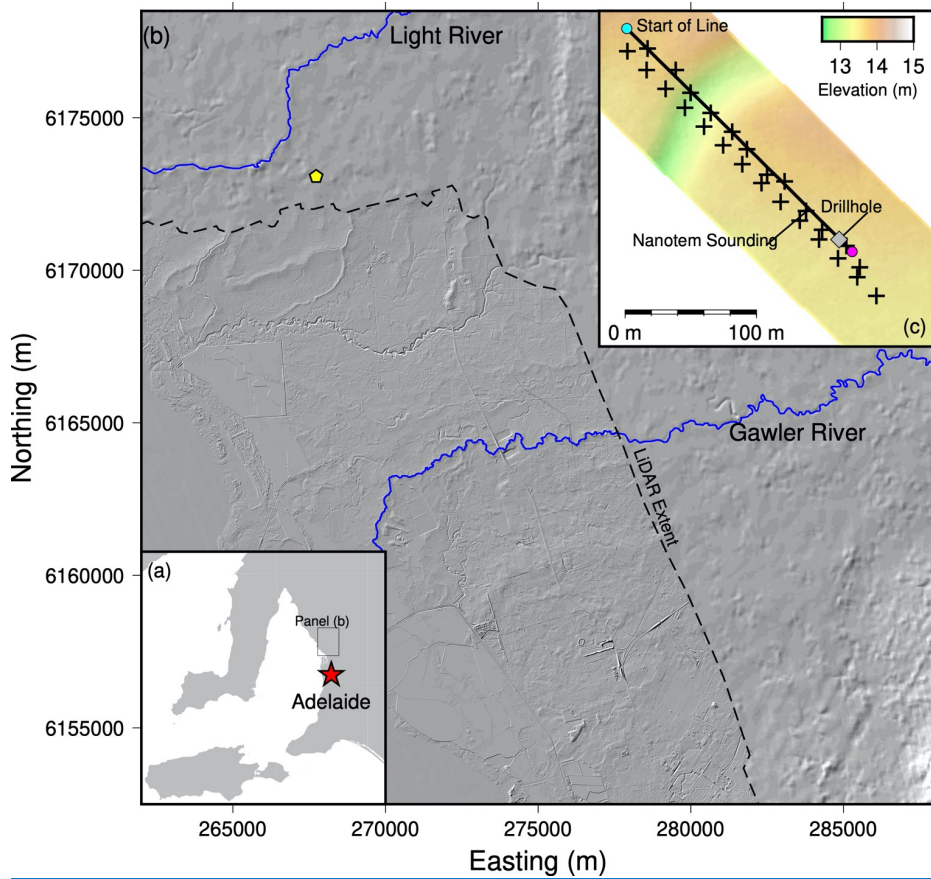 (b)
Light River
Start of Line
13 14 15
Elevation (m)
Drillhole
Nanotem Sounding
0 m 100 m
(c)
6175000
6170000
6165000
6160000
6155000
Northing (m)
Gawler River
LiDAR Extent
(a)
Panel (b)
Adelaide
265000 270000 275000 280000 285000
Easting (m)